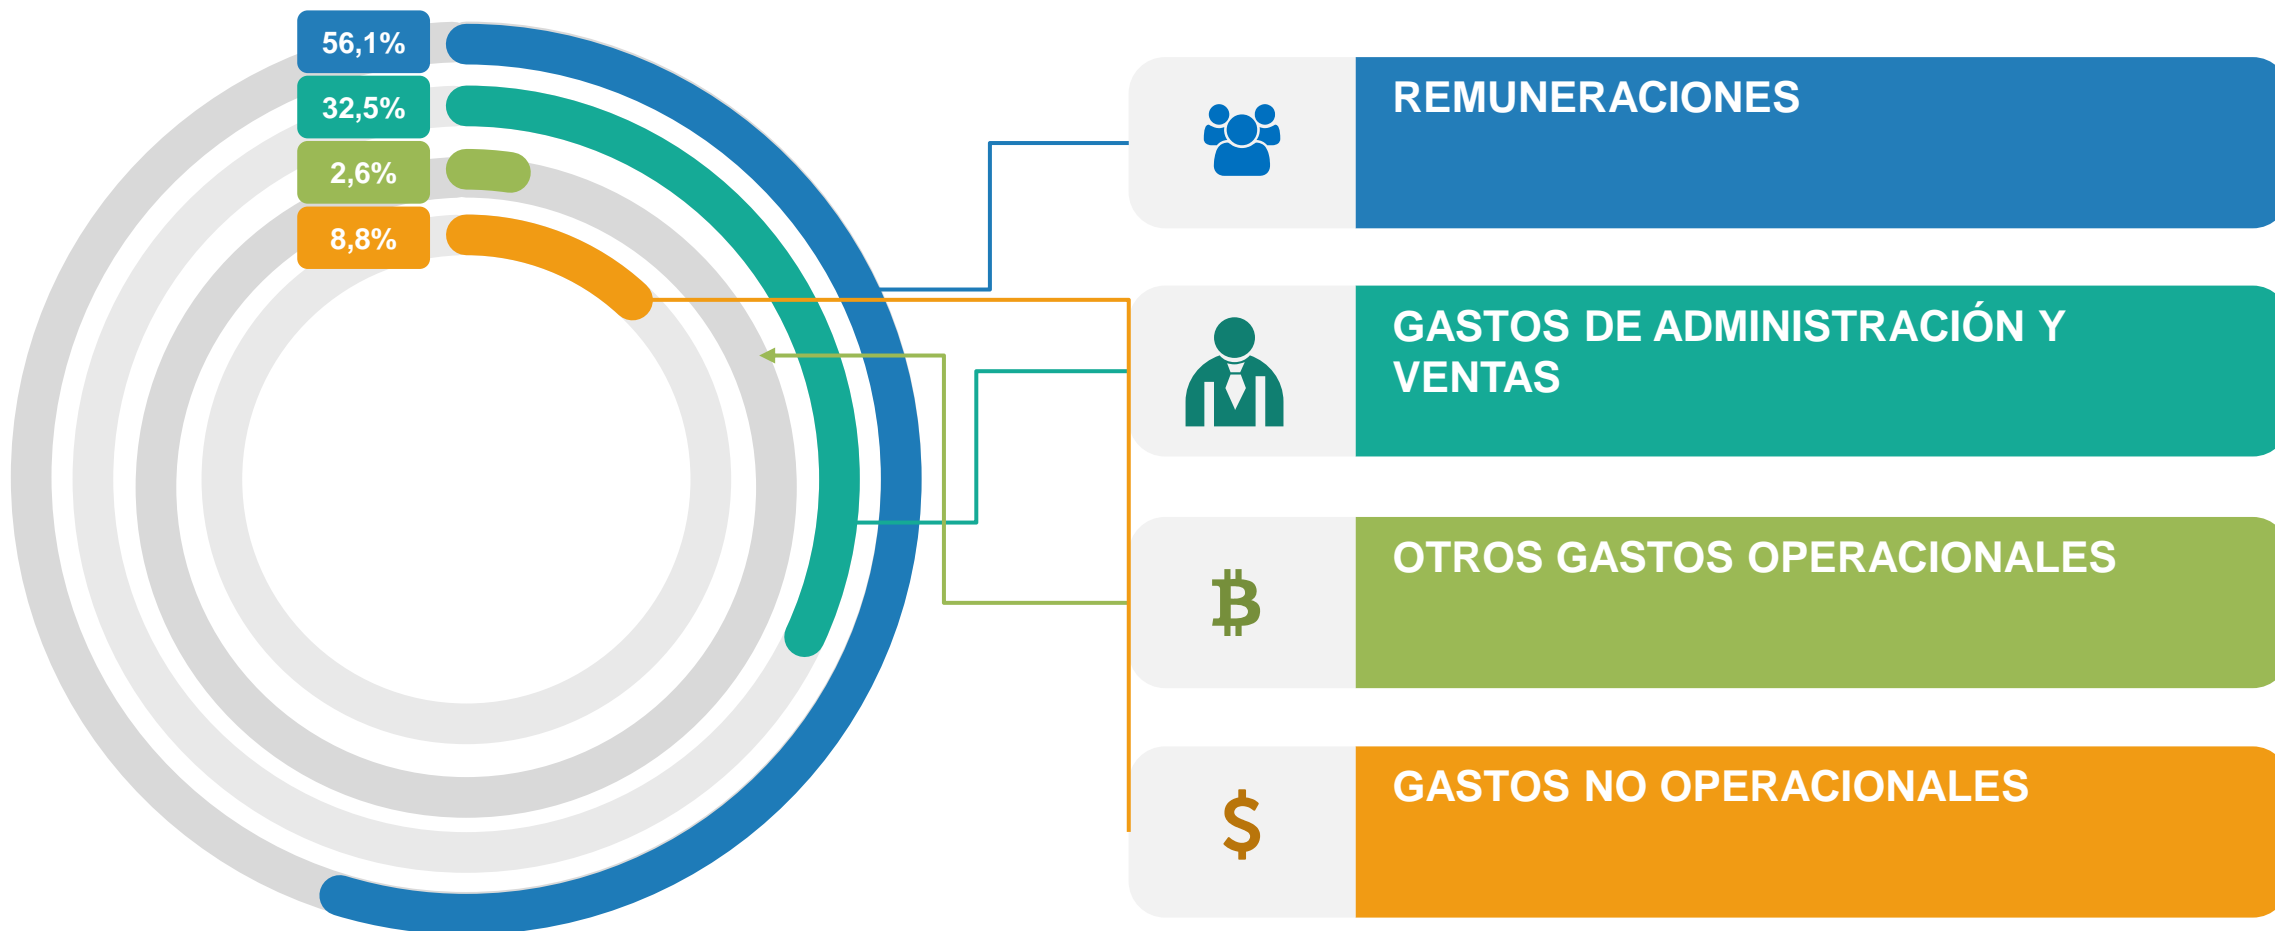 56,1%
32,5%
2,6%
8,8%
REMUNERACIONES
GASTOS DE ADMINISTRACIÓN Y
VENTAS
OTROS GASTOS OPERACIONALES
GASTOS NO OPERACIONALES